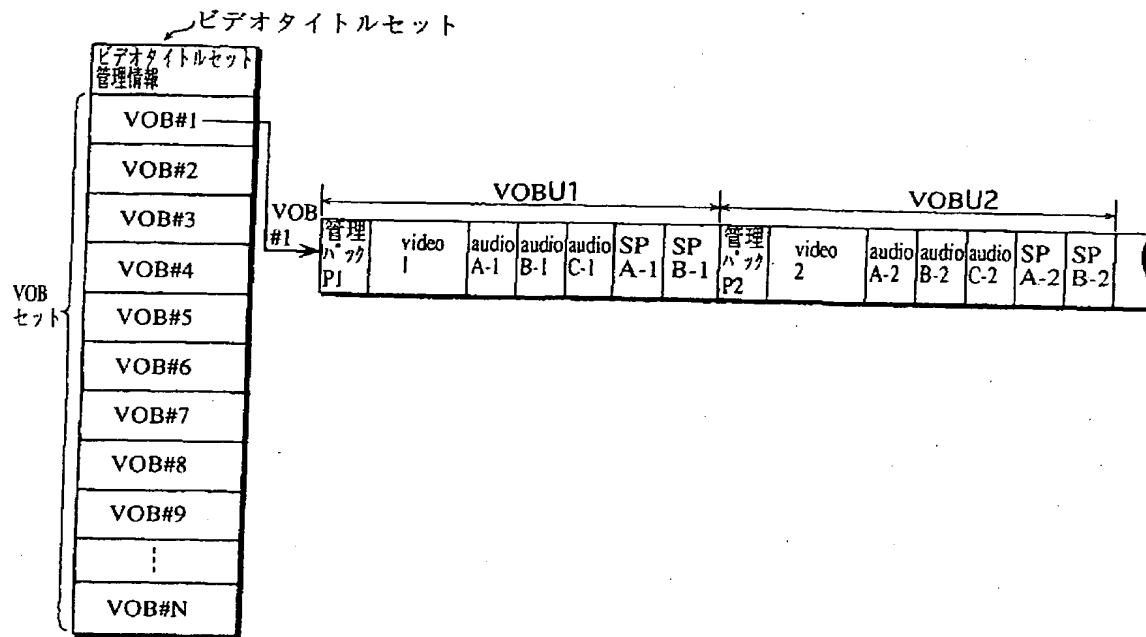 ビデオタイトルセット
ビデオタイトルセット
管理情報
VOB#1
VOB#2
VOB#3
VOB#4
VOB#5
VOB#6
VOB#7
VOB#8
VOB#9
VOB#N
VOB
セット
VOB
#1
VOBU1
VOBU2
管理
パック
P1
video
1
audio
A-1
audio
B-1
audio
C-1
SP
A-1
SP
B-1
管理
パック
P2
video
2
audio
A-2
audio
B-2
audio
C-2
SP
A-2
SP
B-2